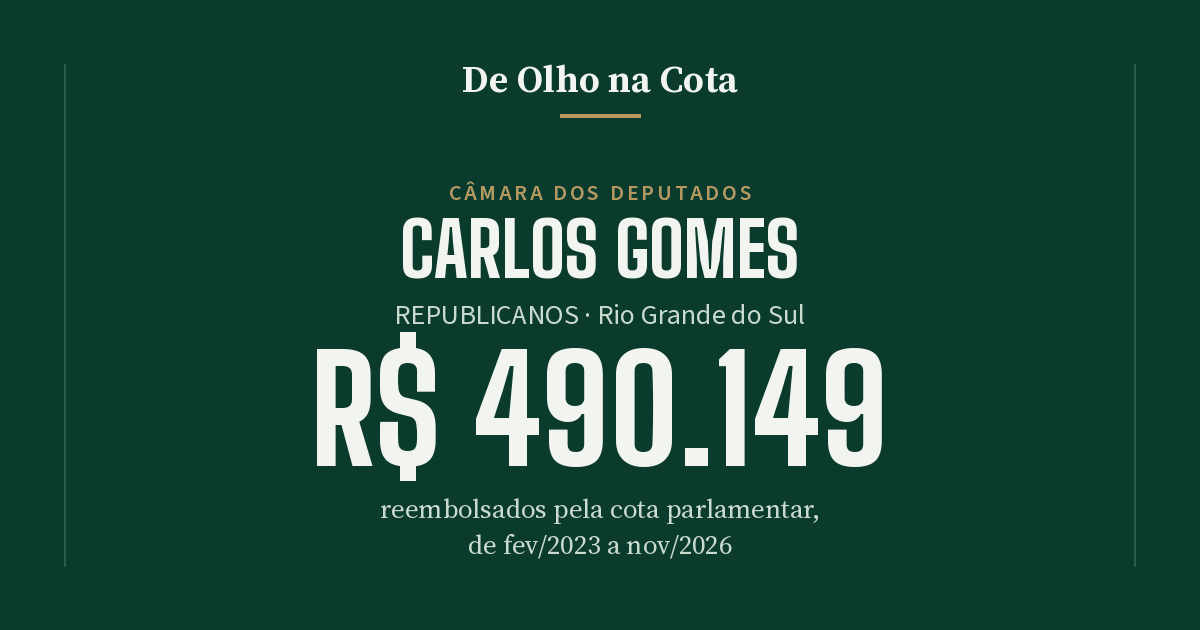 De Olho na Cota
CÂMARA DOS DEPUTADOS
CARLOS GOMES
REPUBLICANOS · Rio Grande do Sul
R$ 490.149
reembolsados pela cota parlamentar,
de fev/2023 a nov/2026